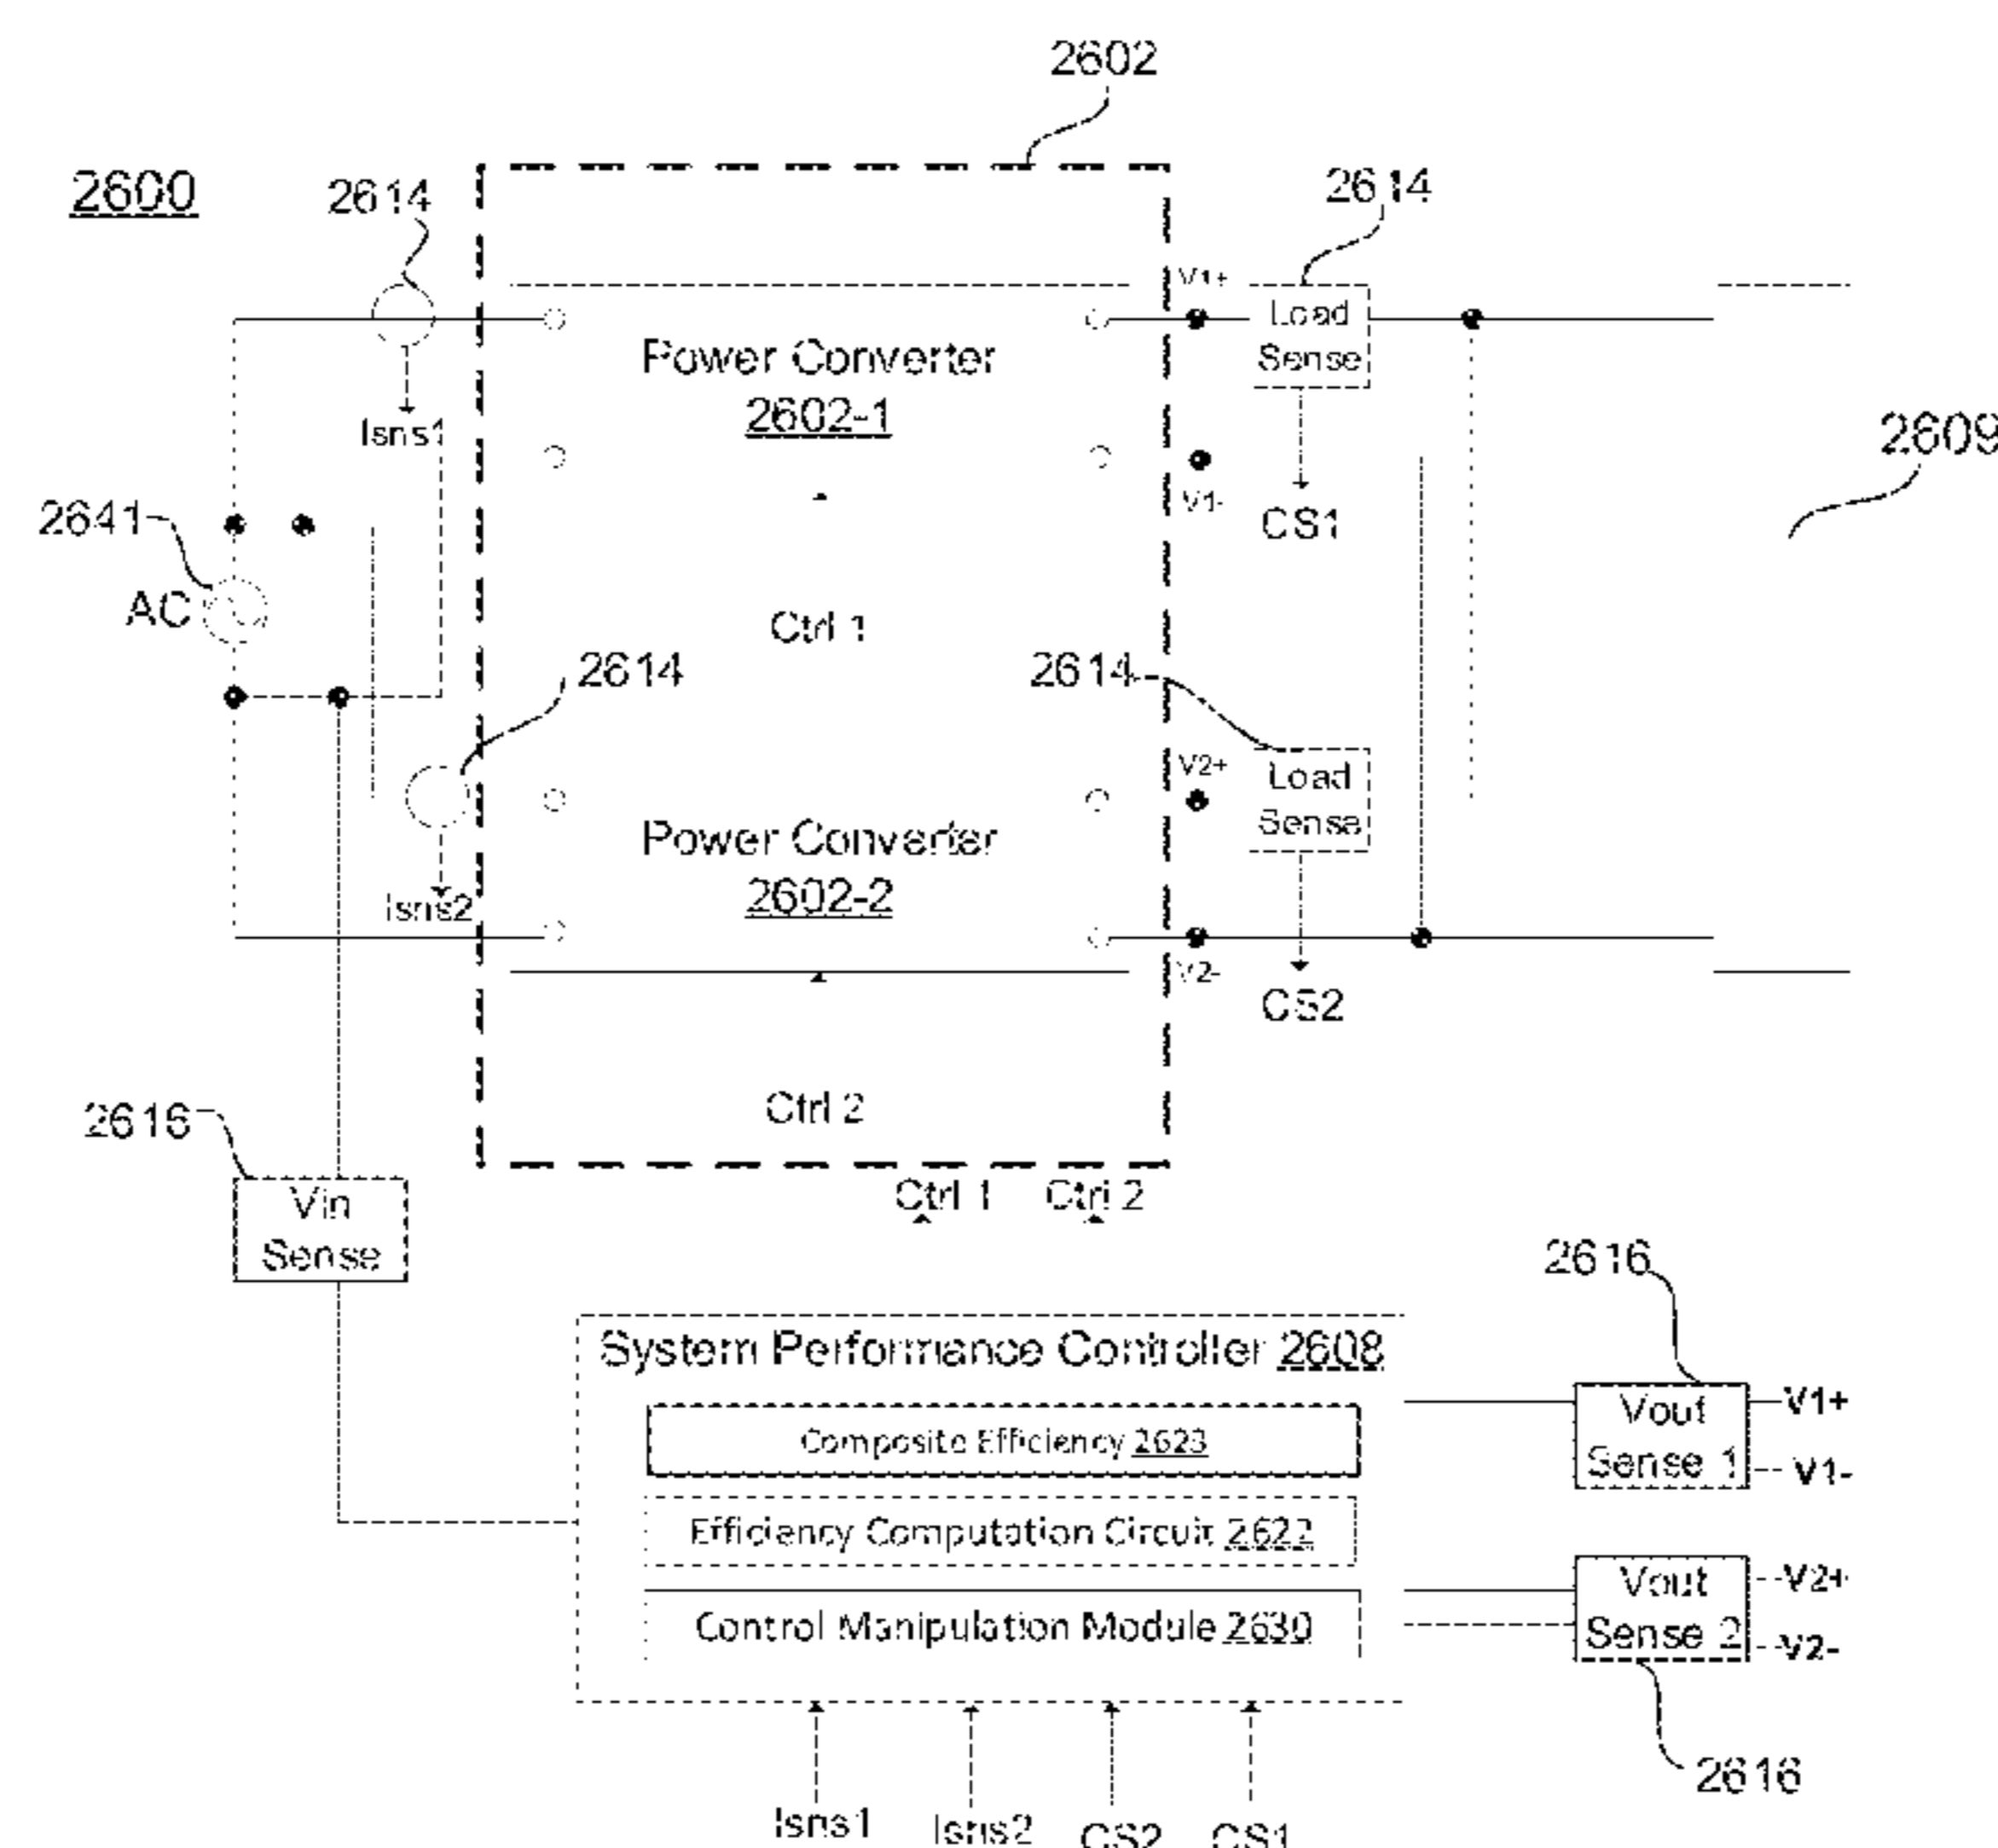 2602
2600
2614
2614
V1+
Load
Sense
Power Converter
2602-1
Isns1
2609
V1-
CS1
2641
AC
Ctrl 1
2614
2614
V2+
Load
Sense
Power Converter
2602-2
Isns2
V2-
CS2
Ctrl 2
2616
Ctrl 1 Ctrl 2
Vin
Sense
2616
System Performance Controller 2608
Composite Efficiency 2623
Vout
Sense 1
V1+
V1-
Efficiency Computation Circuit 2622
Vout
Sense 2
V2+
V2-
Control Manipulation Module 2630
2616
Isns1 Isns2 CS2 CS1